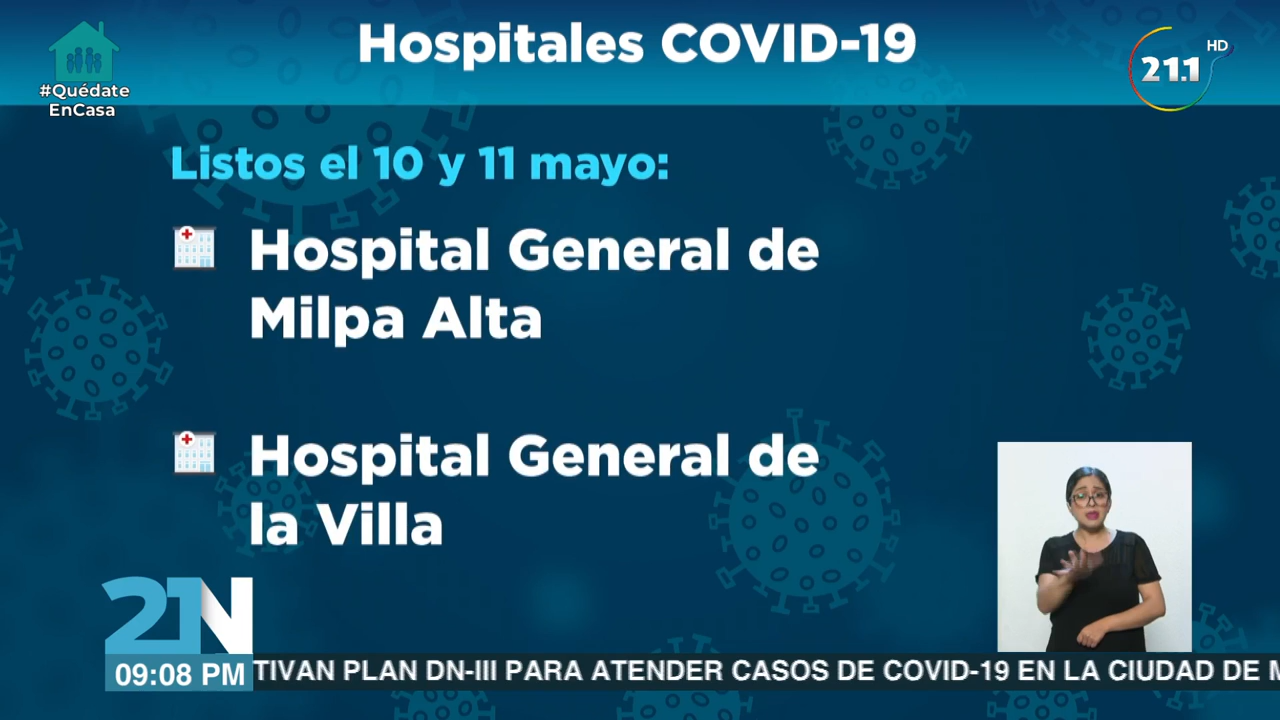 Hospitales COVID-19
#Quédate
EnCasa
21.1
HD
Listos el 10 y 11 mayo:
Hospital General de
Milpa Alta
Hospital General de
la Villa
21N
09:08 PM
TIVAN PLAN DN-III PARA ATENDER CASOS DE COVID-19 EN LA CIUDAD DE M